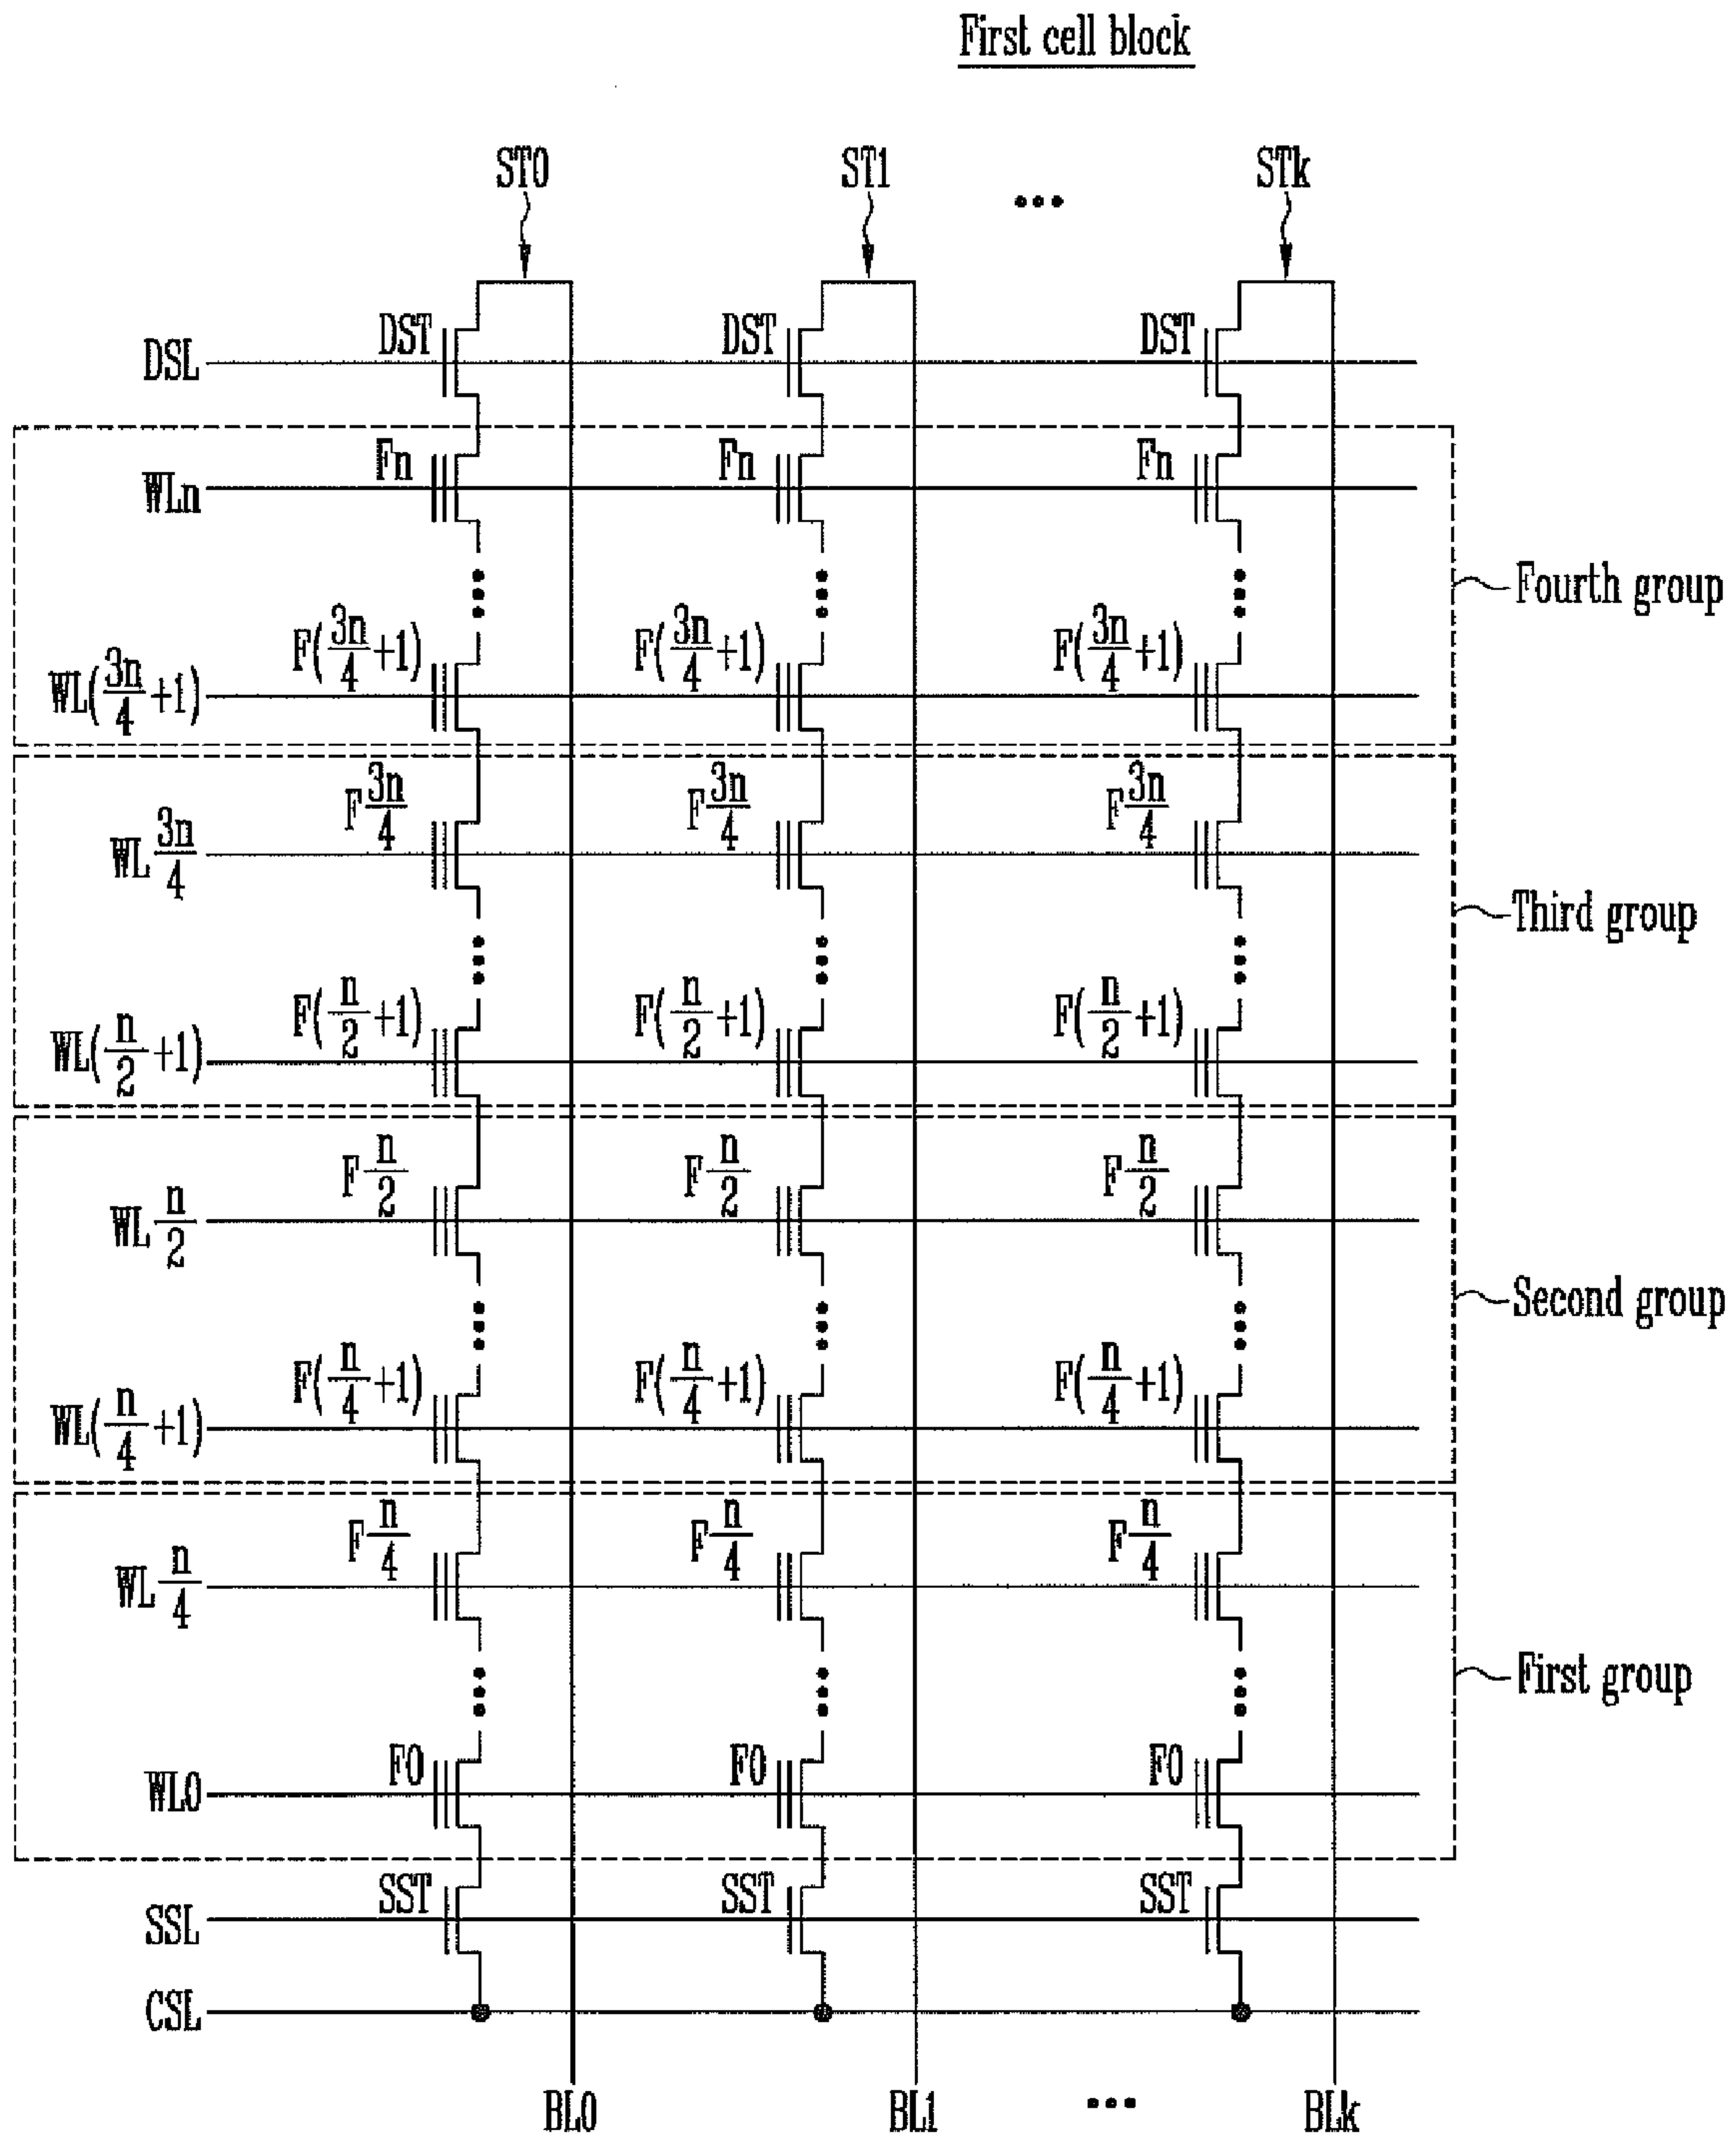 First cell block
ST0 ST1 ••• STk
DSL DST DST DST
WLn Fn Fn Fn
Fourth group
WL(3n/4+1) F(3n/4+1) F(3n/4+1) F(3n/4+1)
WL3n/4 F3n/4 F3n/4 F3n/4
Third group
WL(n/2+1) F(n/2+1) F(n/2+1) F(n/2+1)
WLn/2 Fn/2 Fn/2 Fn/2
Second group
WL(n/4+1) F(n/4+1) F(n/4+1) F(n/4+1)
WLn/4 Fn/4 Fn/4 Fn/4
First group
WL0 F0 F0 F0
SSL SST SST SST
CSL
BL0 BL1 ••• BLk